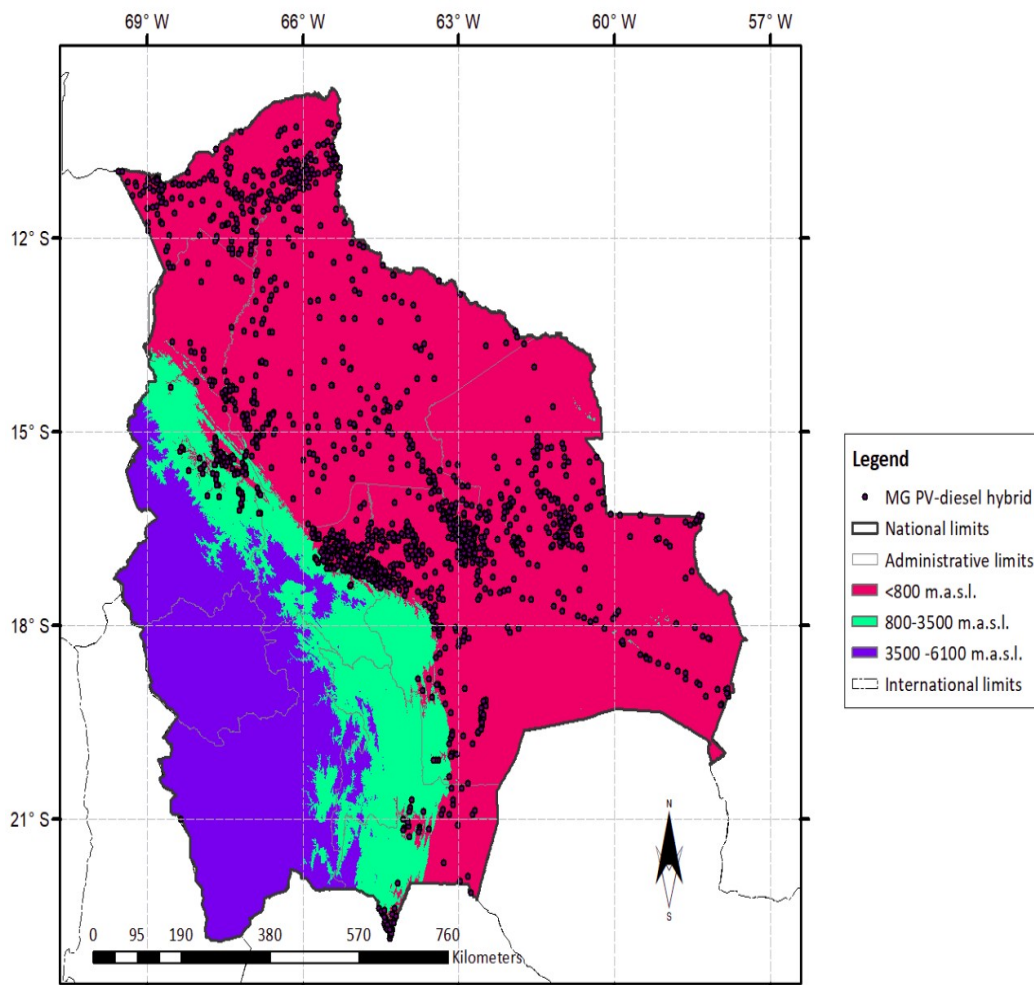 69° W 66° W 63° W 60° W 57° W
12° S
15° S
18° S
21° S
Legend
MG PV-diesel hybrid
National limits
Administrative limits
<800 m.a.s.l.
800-3500 m.a.s.l.
3500 -6100 m.a.s.l.
International limits
N
S
0 95 190 380 570 760
Kilometers